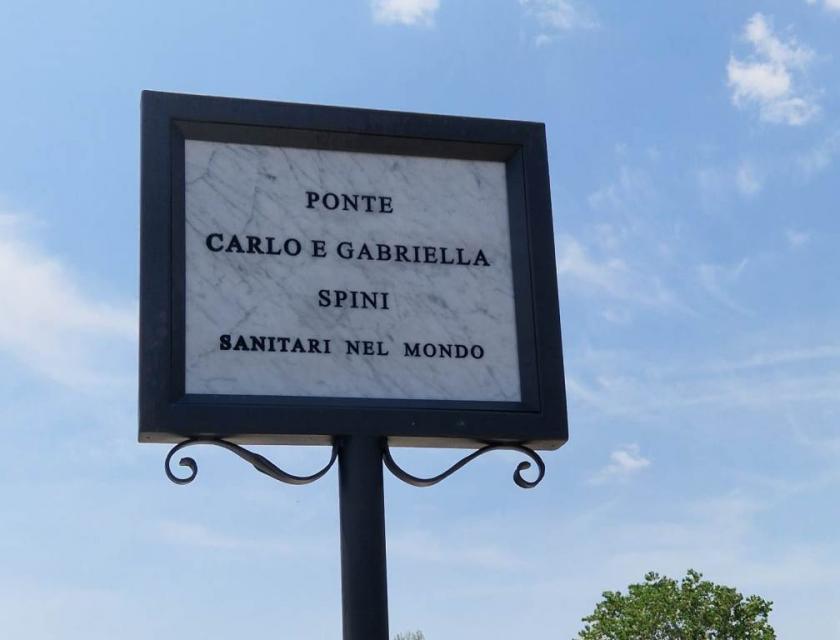 PONTE
CARLO E GABRIELLA
SPINI
SANITARI NEL MONDO